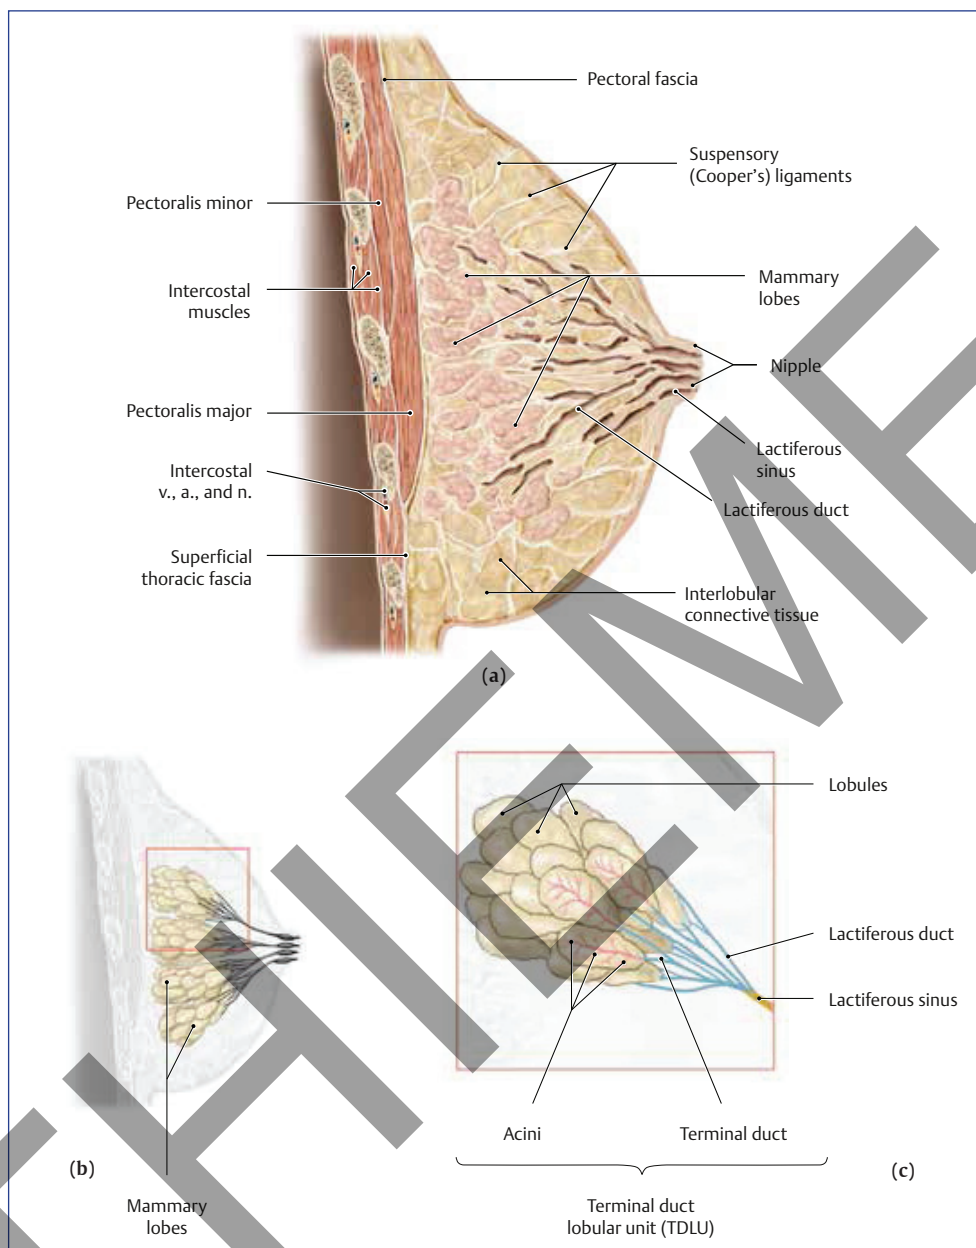 Pectoral fascia
Suspensory
(Cooper's) ligaments
Pectoralis minor
Mammary
lobes
Intercostal
muscles
Nipple
Pectoralis major
Lactiferous
sinus
Intercostal
v., a., and n.
Lactiferous duct
Superficial
thoracic fascia
Interlobular
connective tissue
(a)
Lobules
Lactiferous duct
Lactiferous sinus
Acini
Terminal duct
(b)
(c)
Mammary
lobes
Terminal duct
lobular unit (TDLU)
THIEME